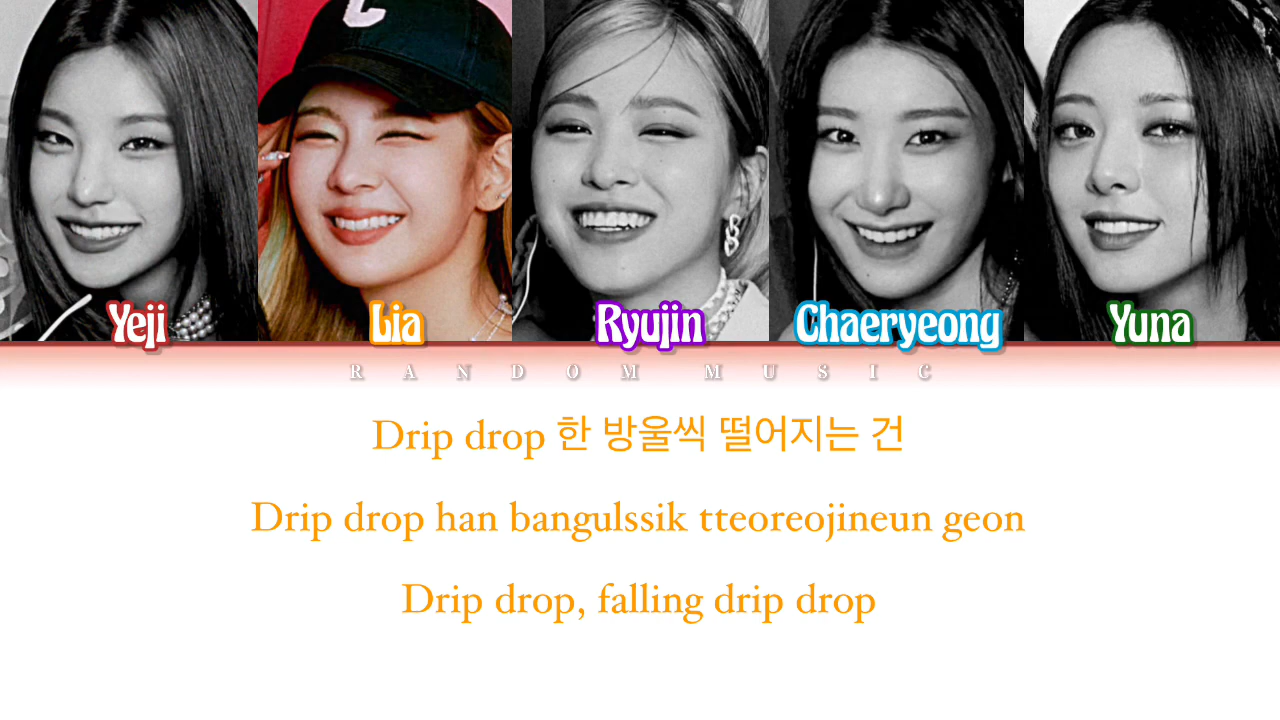 Yeji Lia Ryujin Chaeryeong Yuna
RANDOM MUSIC
Drip drop 한 방울씩 떨어지는 건
Drip drop han bangulssik tteoreojineun geon
Drip drop, falling drip drop